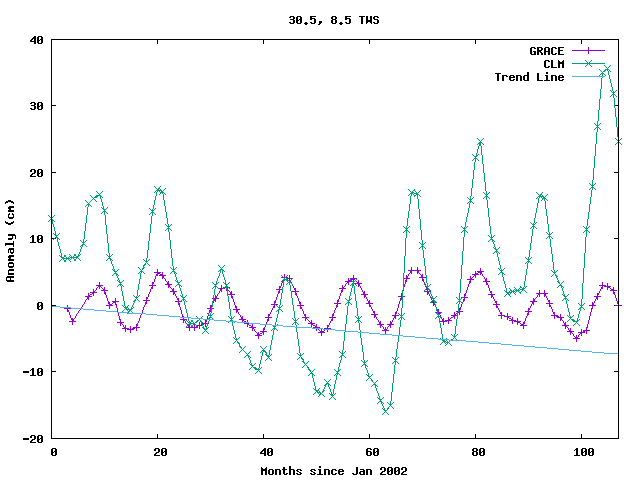 30.5, 8.5 TWS
GRACE
CLM
Trend Line
40
30
20
10
0
-10
-20
Anomaly (cm)
0 20 40 60 80 100
Months since Jan 2002